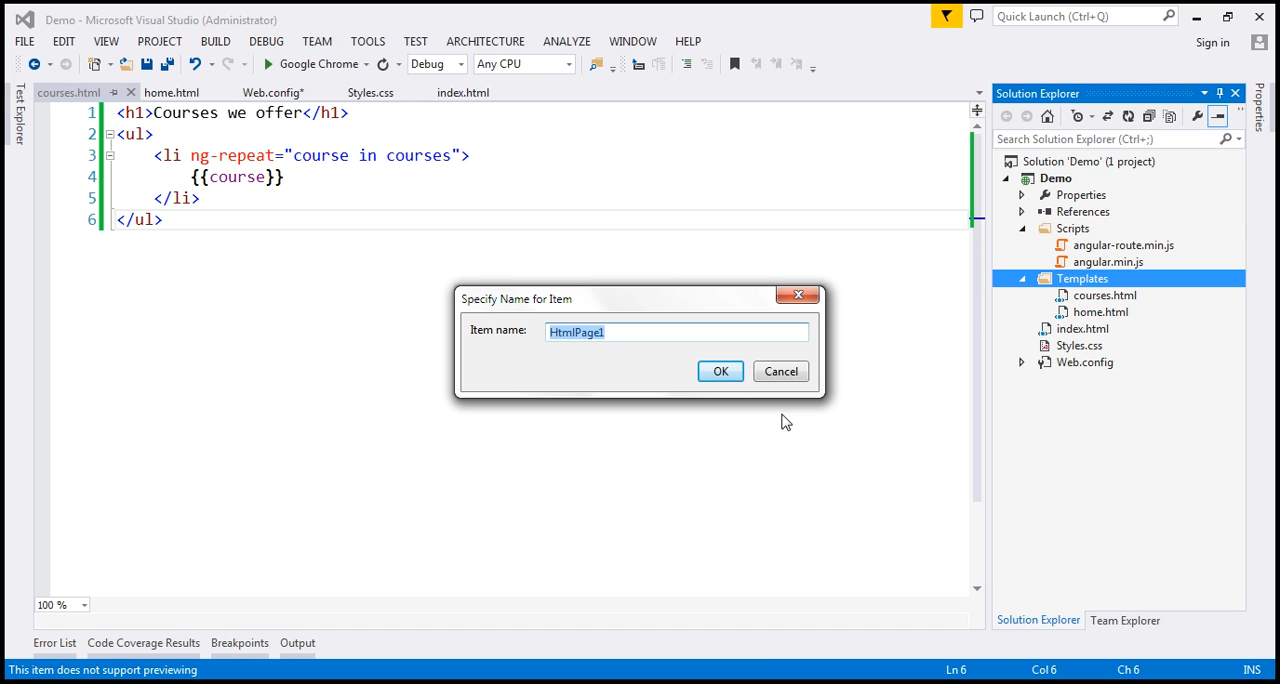 Demo - Microsoft Visual Studio (Administrator)
Quick Launch (Ctrl+Q)
FILE EDIT VIEW PROJECT BUILD DEBUG TEAM TOOLS TEST ARCHITECTURE ANALYZE WINDOW HELP
Sign in
Google Chrome Debug Any CPU
Test Explorer
courses.html home.html Web.config* Styles.css index.html
1 <h1>Courses we offer</h1>
2 <ul>
3 <li ng-repeat="course in courses">
4 {{course}}
5 </li>
6 </ul>
Specify Name for Item
Item name: HtmlPage1
OK Cancel
Solution Explorer
Search Solution Explorer (Ctrl+;)
Solution 'Demo' (1 project)
Demo
Properties
References
Scripts
angular-route.min.js
angular.min.js
Templates
courses.html
home.html
index.html
Styles.css
Web.config
Properties
100 %
Solution Explorer Team Explorer
Error List Code Coverage Results Breakpoints Output
This item does not support previewing Ln 6 Col 6 Ch 6 INS